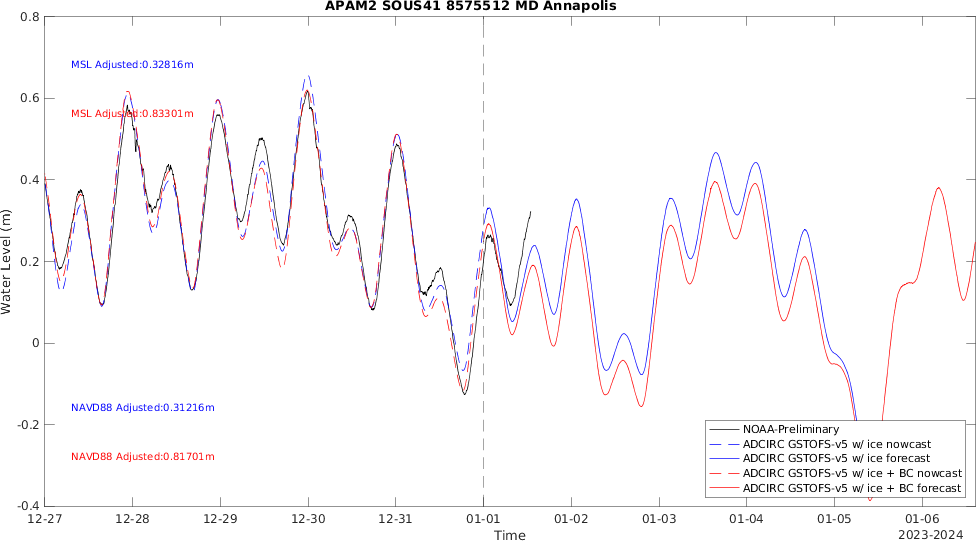 APAM2 SOUS41 8575512 MD Annapolis
0.8
0.6
0.4
0.2
0
-0.2
-0.4
Water Level (m)
MSL Adjusted:0.32816m
MSL Adjusted:0.83301m
NAVD88 Adjusted:0.31216m
NAVD88 Adjusted:0.81701m
NOAA-Preliminary
ADCIRC GSTOFS-v5 w/ ice nowcast
ADCIRC GSTOFS-v5 w/ ice forecast
ADCIRC GSTOFS-v5 w/ ice + BC nowcast
ADCIRC GSTOFS-v5 w/ ice + BC forecast
12-27 12-28 12-29 12-30 12-31 01-01 01-02 01-03 01-04 01-05 01-06
Time
2023-2024